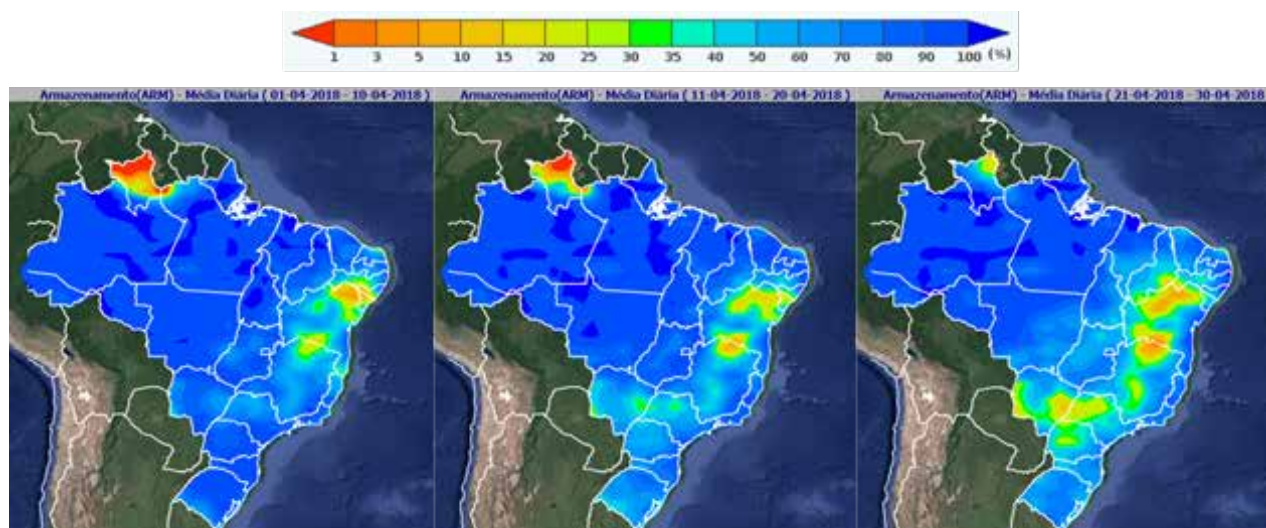 1 3 5 10 15 20 25 30 35 40 50 60 70 80 90 100 (%)
Armazenamento(ARM) - Média Diária ( 01-04-2018 - 10-04-2018 )
Armazenamento(ARM) - Média Diária ( 11-04-2018 - 20-04-2018 )
Armazenamento(ARM) - Média Diária ( 21-04-2018 - 30-04-2018